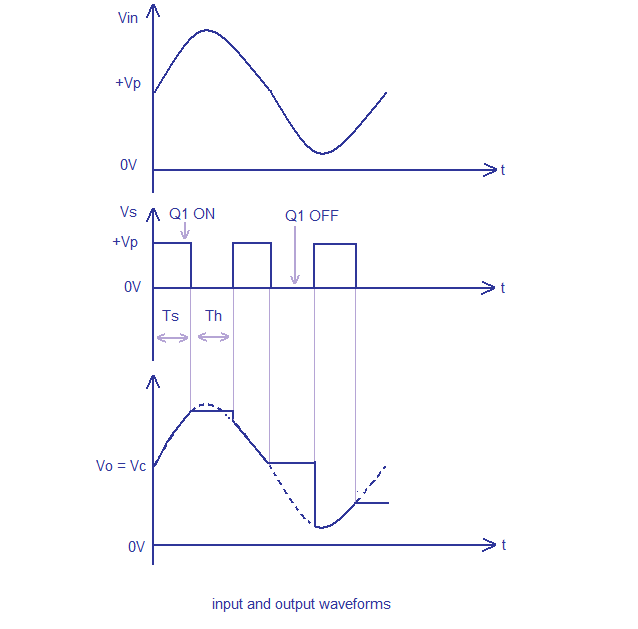 Vin
+Vp
0V
t
Vs
Q1 ON
Q1 OFF
+Vp
0V
t
Ts
Th
Vo = Vc
0V
t
input and output waveforms